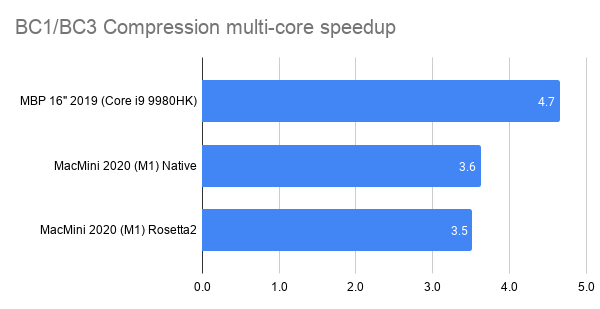 BC1/BC3 Compression multi-core speedup
MBP 16" 2019 (Core i9 9980HK)
4.7
MacMini 2020 (M1) Native
3.6
MacMini 2020 (M1) Rosetta2
3.5
0.0 1.0 2.0 3.0 4.0 5.0